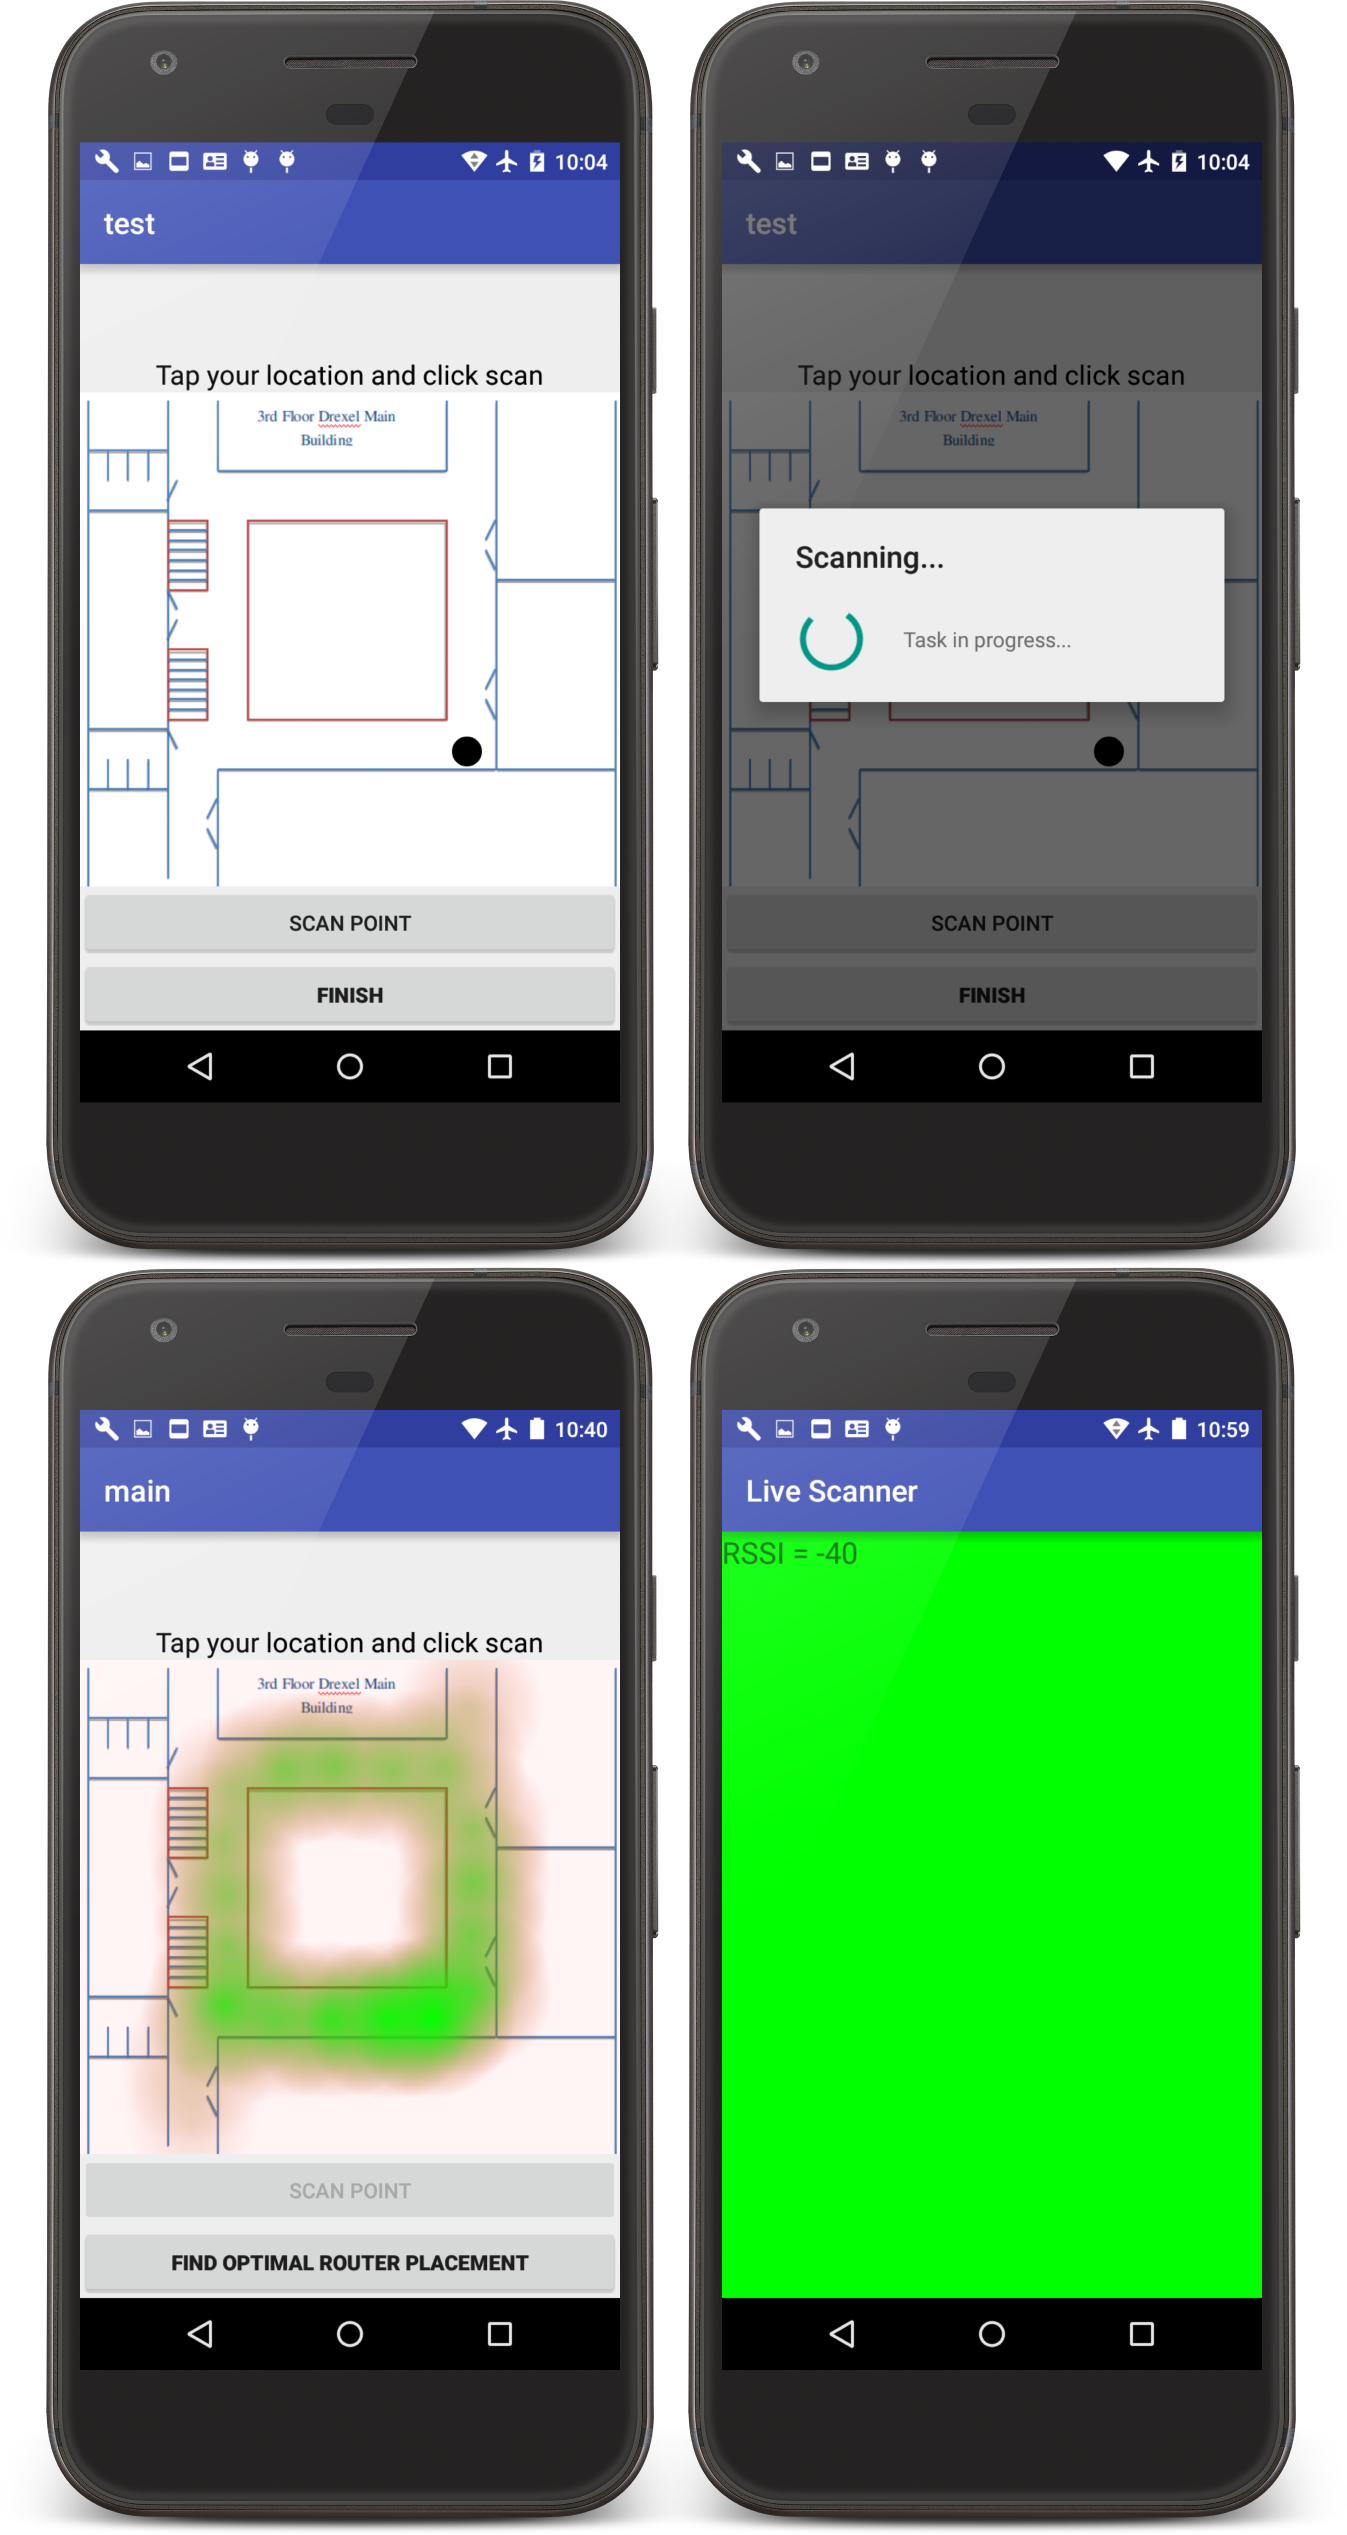 10:04
test
Tap your location and click scan
3rd Floor Drexel Main
Building
SCAN POINT
FINISH
10:04
test
Tap your location and click scan
3rd Floor Drexel Main
Building
Scanning...
Task in progress...
SCAN POINT
FINISH
10:40
main
Tap your location and click scan
3rd Floor Drexel Main
Building
SCAN POINT
FIND OPTIMAL ROUTER PLACEMENT
10:59
Live Scanner
RSSI = -40